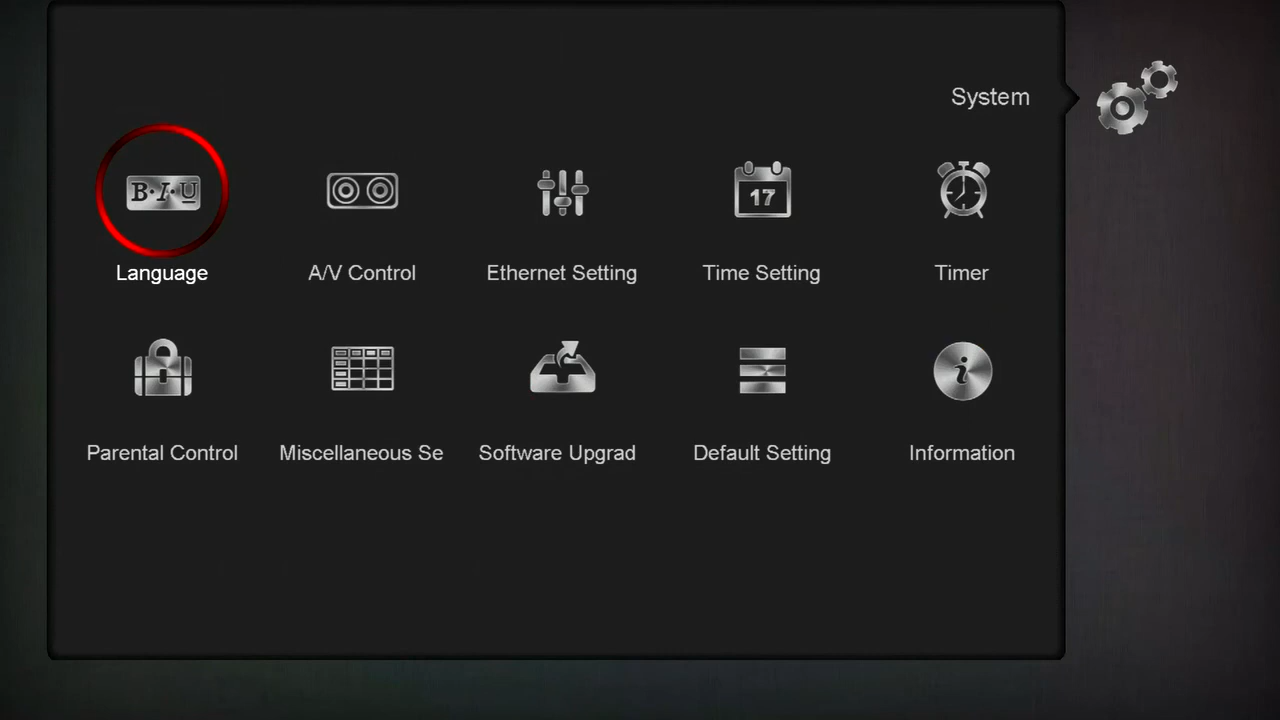 System
B·I·U
17
Language
A/V Control
Ethernet Setting
Time Setting
Timer
i
Parental Control
Miscellaneous Se
Software Upgrad
Default Setting
Information